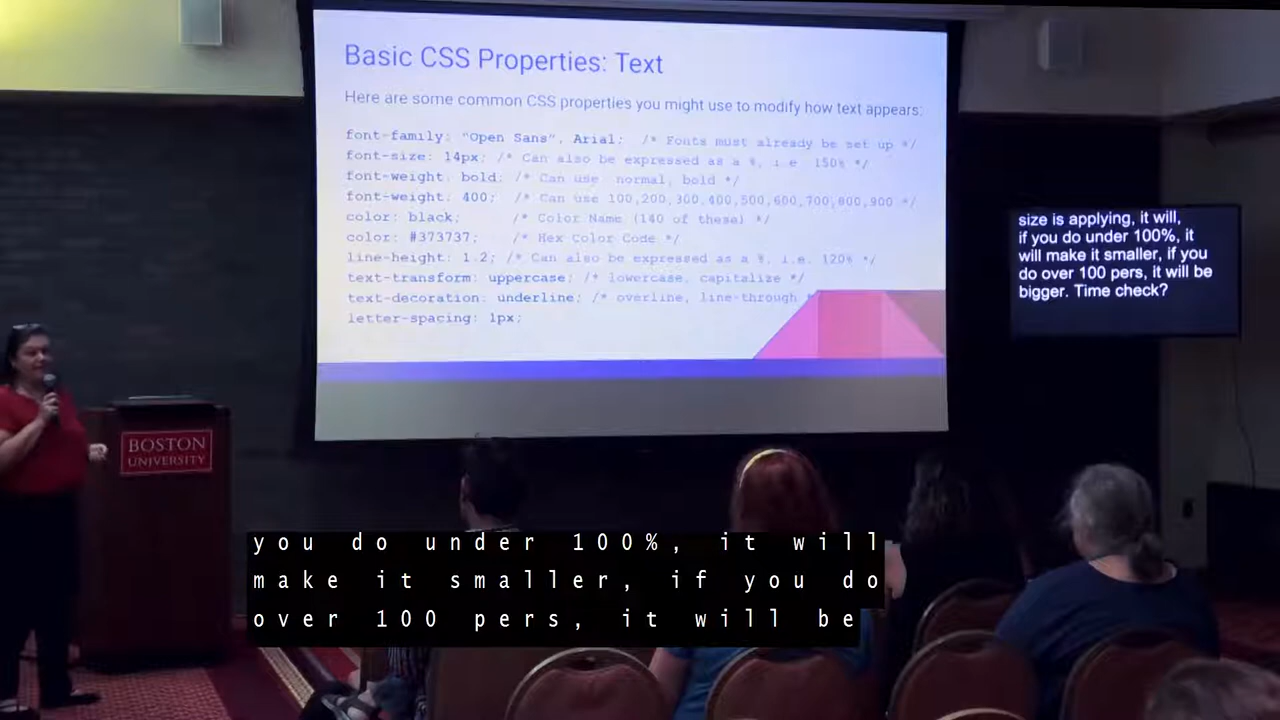 Basic CSS Properties: Text
Here are some common CSS properties you might use to modify how text appears:
font-family: "Open Sans", Arial; /* Fonts must already be set up */
font-size: 14px; /* Can also be expressed as a %, i.e 150% */
font-weight. bold; /* Can use normal, bold */
font-weight: 400; /* Can use 100,200,300,400,500,600,700,800,900 */
color: black; /* Color Name (140 of these) */
color: #373737; /* Hex Color Code */
line-height: 1.2; /* Can also be expressed as a %, i.e. 120% */
text-transform: uppercase; /* lowercase, capitalize */
text-decoration: underline; /* overline, line-through *
letter-spacing: 1px;
size is applying, it will,
if you do under 100%, it
will make it smaller, if you
do over 100 pers, it will be
bigger. Time check?
BOSTON
UNIVERSITY
you do under 100%, it will
make it smaller, if you do
over 100 pers, it will be